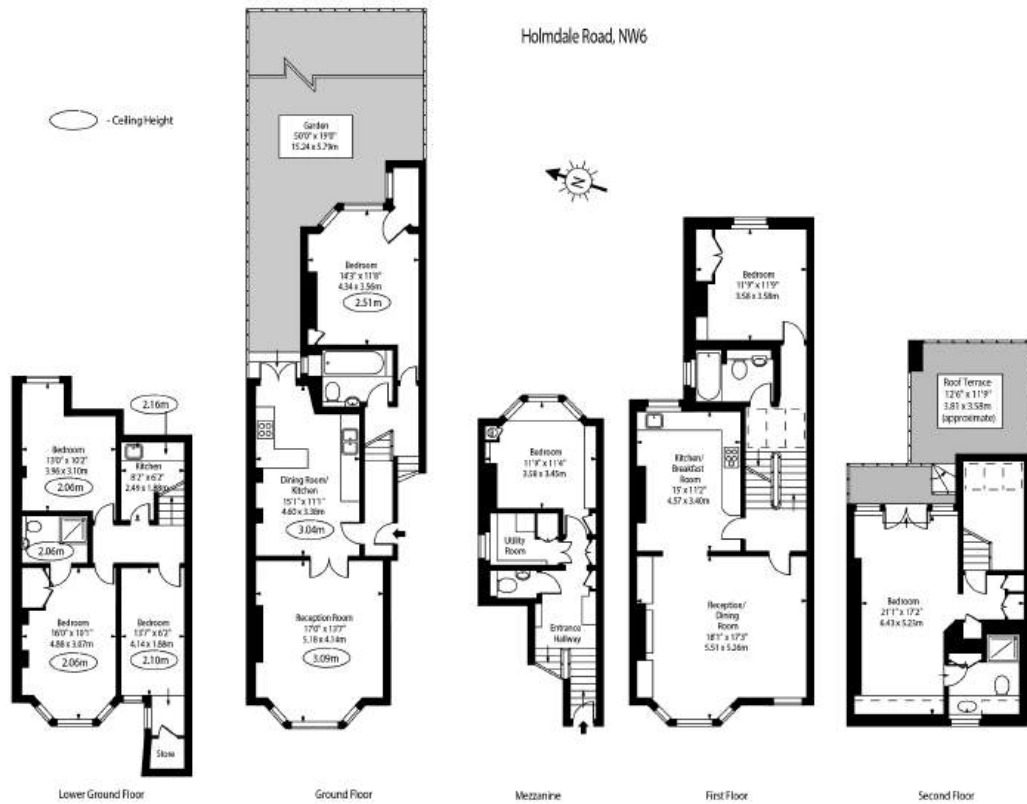 Holmdale Road, NW6
- Ceiling Height
N
Garden
50'0" x 19'0"
15.24 x 5.79m
Bedroom
14'3" x 11'8"
4.34 x 3.56m
2.51m
Dining Room/
Kitchen
15'1" x 11'1"
4.60 x 3.38m
3.04m
Reception Room
17'0" x 13'7"
5.18 x 4.14m
3.09m
Ground Floor
2.16m
Bedroom
13'0" x 10'2"
3.96 x 3.10m
2.06m
Kitchen
8'2" x 6'2"
2.49 x 1.88m
2.06m
Bedroom
16'0" x 10'1"
4.88 x 3.07m
2.06m
Bedroom
13'7" x 6'2"
4.14 x 1.88m
2.10m
Store
Lower Ground Floor
Bedroom
11'9" x 11'4"
3.58 x 3.45m
Utility
Room
Entrance
Hallway
Mezzanine
Bedroom
11'9" x 11'9"
3.58 x 3.58m
Kitchen/
Breakfast
Room
15' x 11'2"
4.57 x 3.40m
Reception/
Dining
Room
18'1" x 17'3"
5.51 x 5.26m
First Floor
Roof Terrace
12'6" x 11'9"
3.81 x 3.58m
(approximate)
Bedroom
21'1" x 17'2"
6.43 x 5.23m
Second Floor